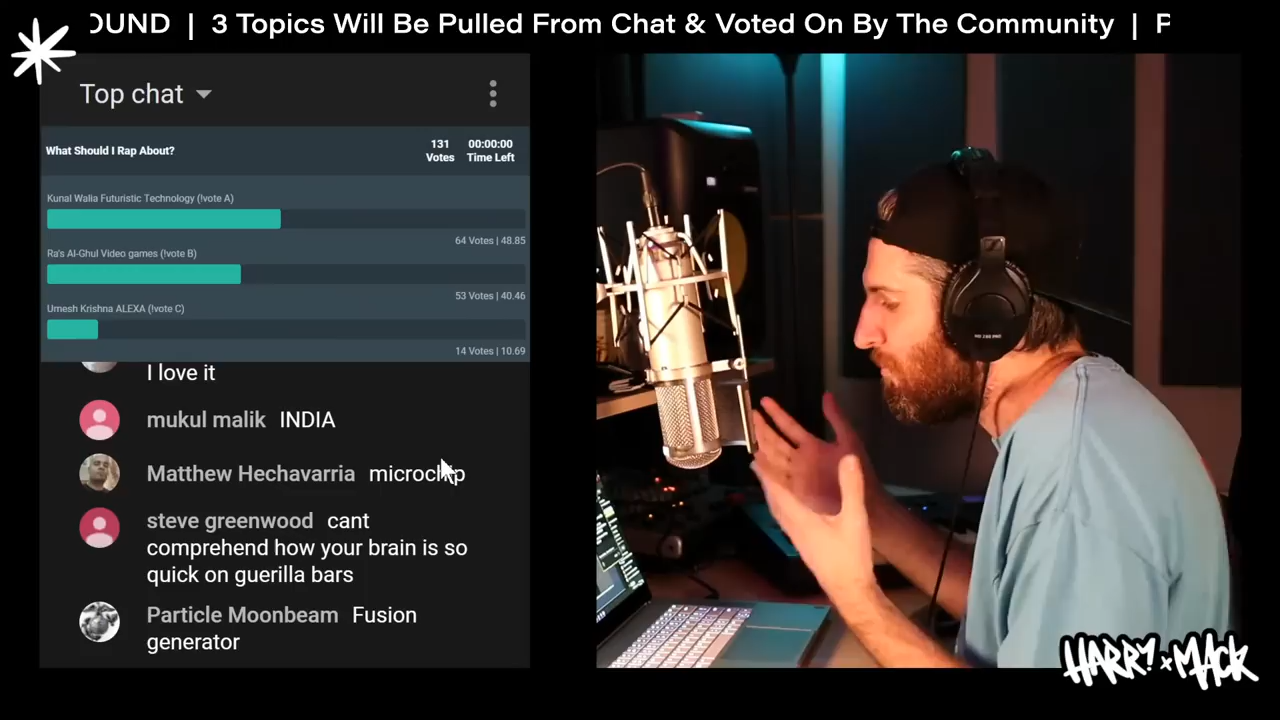 OUND | 3 Topics Will Be Pulled From Chat & Voted On By The Community |
Top chat
What Should I Rap About?
131 Votes
00:00:00 Time Left
Kunal Walia Futuristic Technology (!vote A)
64 Votes | 48.85
Ra's Al-Ghul Video games (!vote B)
53 Votes | 40.46
Umesh Krishna ALEXA (!vote C)
14 Votes | 10.69
I love it
mukul malik INDIA
Matthew Hechavarria microchip
steve greenwood cant
comprehend how your brain is so
quick on guerilla bars
Particle Moonbeam Fusion
generator
HARRY x MACK